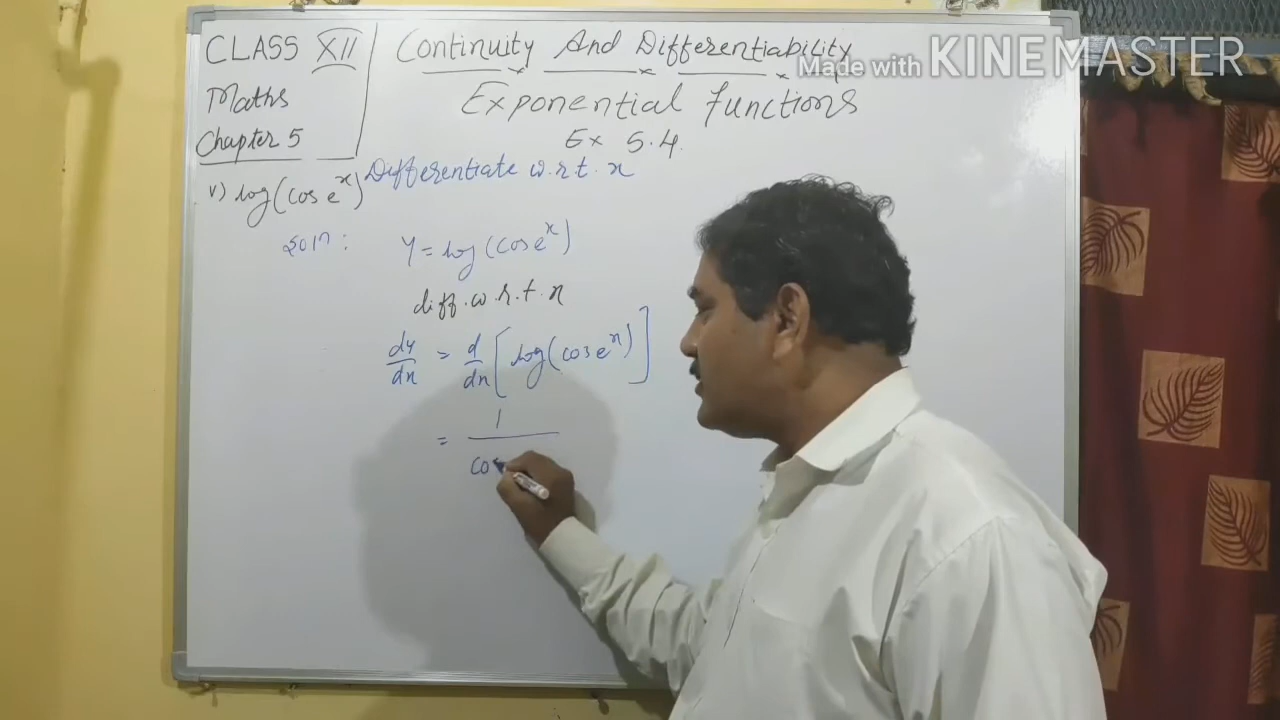 CLASS XII
Maths
Chapter 5
Continuity And Differentiability
Exponential Functions
Ex 5.4.
Made with KINEMASTER
Differentiate w.r.t. x
v) log(cos e^x)
Soln:
Y = log(cos e^x)
diff. w.r.t. x
dy/dx = d/dx [log(cos e^x)]
= 1/cos